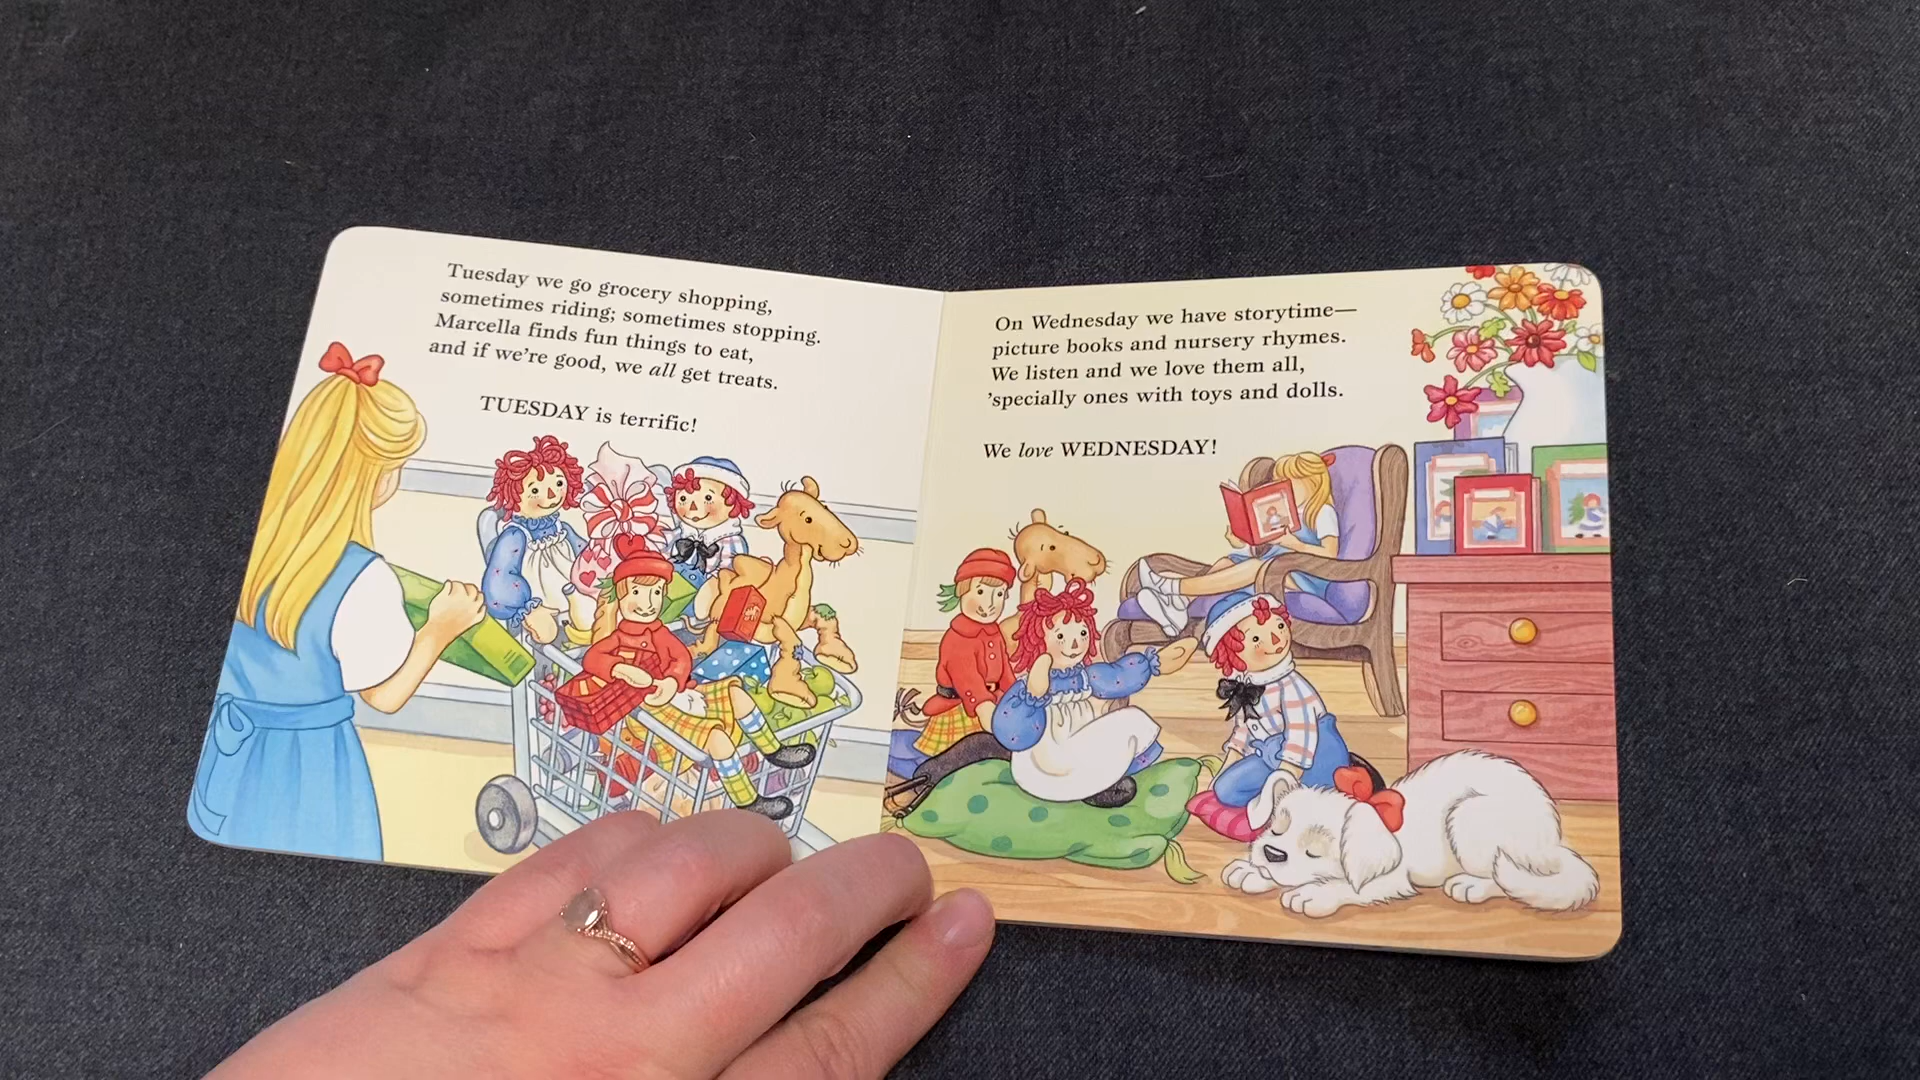 Tuesday we go grocery shopping,
sometimes riding; sometimes stopping.
Marcella finds fun things to eat,
and if we're good, we all get treats.
TUESDAY is terrific!
On Wednesday we have storytime—
picture books and nursery rhymes.
We listen and we love them all,
'specially ones with toys and dolls.
We love WEDNESDAY!